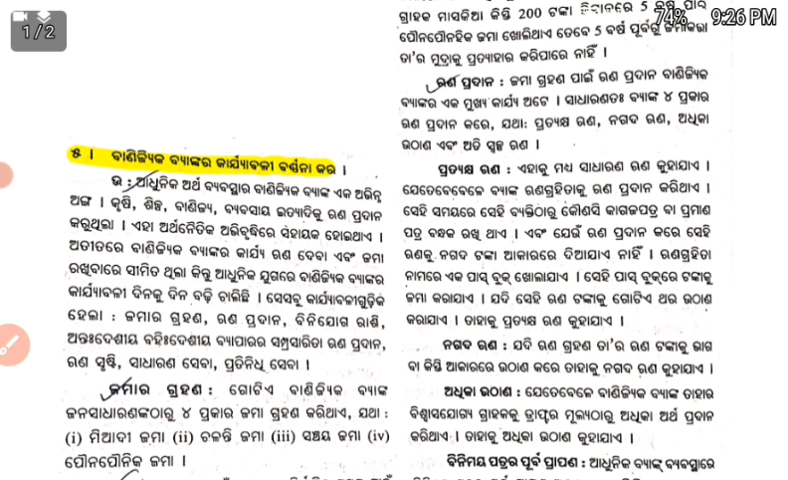 1/2
74% 9:26 PM
୫ । ବାଣିଜ୍ୟିକ ବ୍ୟାଙ୍କର କାର୍ଯ୍ୟାବଳୀ ବର୍ଣ୍ଣନା କର ।
ଉ : ଆଧୁନିକ ଅର୍ଥ ବ୍ୟବସ୍ଥାର ବାଣିଜ୍ୟିକ ବ୍ୟାଙ୍କ ଏକ ଅଭିନ୍ନ
ଅଙ୍ଗ । କୃଷି, ଶିଳ୍ପ, ବାଣିଜ୍ୟ, ବ୍ୟବସାୟ ଇତ୍ୟାଦିକୁ ଋଣ ପ୍ରଦାନ
କରୁଥିଲା । ଏହା ଅର୍ଥନୈତିକ ଅଭିବୃଦ୍ଧିରେ ସହାୟକ ହୋଇଥାଏ ।
ଅତୀତରେ ବାଣିଜ୍ୟିକ ବ୍ୟାଙ୍କର କାର୍ଯ୍ୟ ଋଣ ଦେବା ଏବଂ ଜମା
ରଖିବାରେ ସୀମିତ ଥିଲା କିନ୍ତୁ ଆଧୁନିକ ଯୁଗରେ ବାଣିଜ୍ୟିକ ବ୍ୟାଙ୍କର
କାର୍ଯ୍ୟାବଳୀ ଦିନକୁ ଦିନ ବଢ଼ି ଚାଲିଛି । ସେସବୁ କାର୍ଯ୍ୟାବଳୀଗୁଡ଼ିକ
ହେଲା : ଜମାର ଗ୍ରହଣ, ଋଣ ପ୍ରଦାନ, ବିନିଯୋଗ ରାଶି,
ଅନ୍ତଃଦେଶୀୟ ବହିଃଦେଶୀୟ ବ୍ୟାପାରର ସମ୍ପ୍ରସାରିତା ଋଣ ପ୍ରଦାନ,
ଋଣ ସୃଷ୍ଟି, ସାଧାରଣ ସେବା, ପ୍ରତିନିଧି ସେବା ।
ଜମାର ଗ୍ରହଣ : ଗୋଟିଏ ବାଣିଜ୍ୟିକ ବ୍ୟାଙ୍କ
ଜନସାଧାରଣଙ୍କଠାରୁ ୪ ପ୍ରକାର ଜମା ଗ୍ରହଣ କରିଥାଏ, ଯଥା :
(i) ମିଆଦୀ ଜମା (ii) ଚଳନ୍ତି ଜମା (iii) ସଞ୍ଚୟ ଜମା (iv)
ପୌନପୌନିକ ଜମା ।
ଗ୍ରାହକ ମାସକିଆ କିସ୍ତି 200 ଟଙ୍କା ହିସାବରେ 5 ବର୍ଷ ପାଇଁ
ପୌନପୌନହିକ ଜମା ଖୋଲିଥାଏ ତେବେ 5 ବର୍ଷ ପୂର୍ବରୁ ଜମାକର୍ତ୍ତା
ତା'ର ମୁଦ୍ରାକୁ ପ୍ରତ୍ୟାହାର କରିପାରେ ନାହିଁ ।
ଋଣ ପ୍ରଦାନ : ଜମା ଗ୍ରହଣ ପାଇଁ ଋଣ ପ୍ରଦାନ ବାଣିଜ୍ୟିକ
ବ୍ୟାଙ୍କର ଏକ ମୁଖ୍ୟ କାର୍ଯ୍ୟ ଅଟେ । ସାଧାରଣତଃ ବ୍ୟାଙ୍କ ୪ ପ୍ରକାର
ଋଣ ପ୍ରଦାନ କରେ, ଯଥା: ପ୍ରତ୍ୟକ୍ଷ ଋଣ, ନଗଦ ଋଣ, ଅଧିକା
ଉଠାଣ ଏବଂ ଅତି ସ୍ୱଳ୍ପ ଋଣ ।
ପ୍ରତ୍ୟକ୍ଷ ଋଣ : ଏହାକୁ ମଧ୍ୟ ସାଧାରଣ ଋଣ କୁହାଯାଏ ।
ଯେତେବେବେଳେ ବ୍ୟାଙ୍କ ଋଣଗ୍ରହିତାକୁ ଋଣ ପ୍ରଦାନ କରିଥାଏ ।
ସେହି ସମୟରେ ସେହି ବ୍ୟକ୍ତିଠାରୁ କୌଣସି କାଗଜପତ୍ର ବା ପ୍ରମାଣ
ପତ୍ର ବନ୍ଧକ ରଖି ଥାଏ । ଏବଂ ଯେଉଁ ଋଣ ପ୍ରଦାନ କରେ ସେହି
ଋଣକୁ ନଗଦ ଟଙ୍କା ଆକାରରେ ଦିଆଯାଏ ନାହିଁ । ଋଣଗ୍ରହିତା
ନାମରେ ଏକ ପାସ୍ ବୁକ୍ ଖୋଲାଯାଏ । ସେହି ପାସ୍ ବୁକ୍‌ରେ ଟଙ୍କାକୁ
ଜମା କରାଯାଏ । ଯଦି ସେହି ଋଣ ଟଙ୍କାକୁ ଗୋଟିଏ ଥର ଉଠାଣ
କରାଯାଏ । ତାହାକୁ ପ୍ରତ୍ୟକ୍ଷ ଋଣ କୁହାଯାଏ ।
ନଗଦ ଋଣ : ଯଦି ଋଣ ଗ୍ରହଣ ତା'ର ଋଣ ଟଙ୍କାକୁ ଭାଗ
ବା କିସ୍ତି ଆକାରରେ ଉଠାଣ କରେ ତାହାକୁ ନଗଦ ଋଣ କୁହାଯାଏ ।
ଅଧିକା ଉଠାଣ : ଯେତେବେଳେ ବାଣିଜ୍ୟିକ ବ୍ୟାଙ୍କ ତାହାର
ବିଶ୍ୱାସଯୋଗ୍ୟ ଗ୍ରାହକକୁ ଡ୍ରାଫ୍ଟର ମୂଲ୍ୟଠାରୁ ଅଧିକା ଅର୍ଥ ପ୍ରଦାନ
କରିଥାଏ । ତାହାକୁ ଅଧିକା ଉଠାଣ କୁହାଯାଏ ।
ବିନିମୟ ପତ୍ରର ପୂର୍ବ ପ୍ରାପଣ : ଆଧୁନିକ ବ୍ୟାଙ୍କ୍ ବ୍ୟବସ୍ଥାରେ